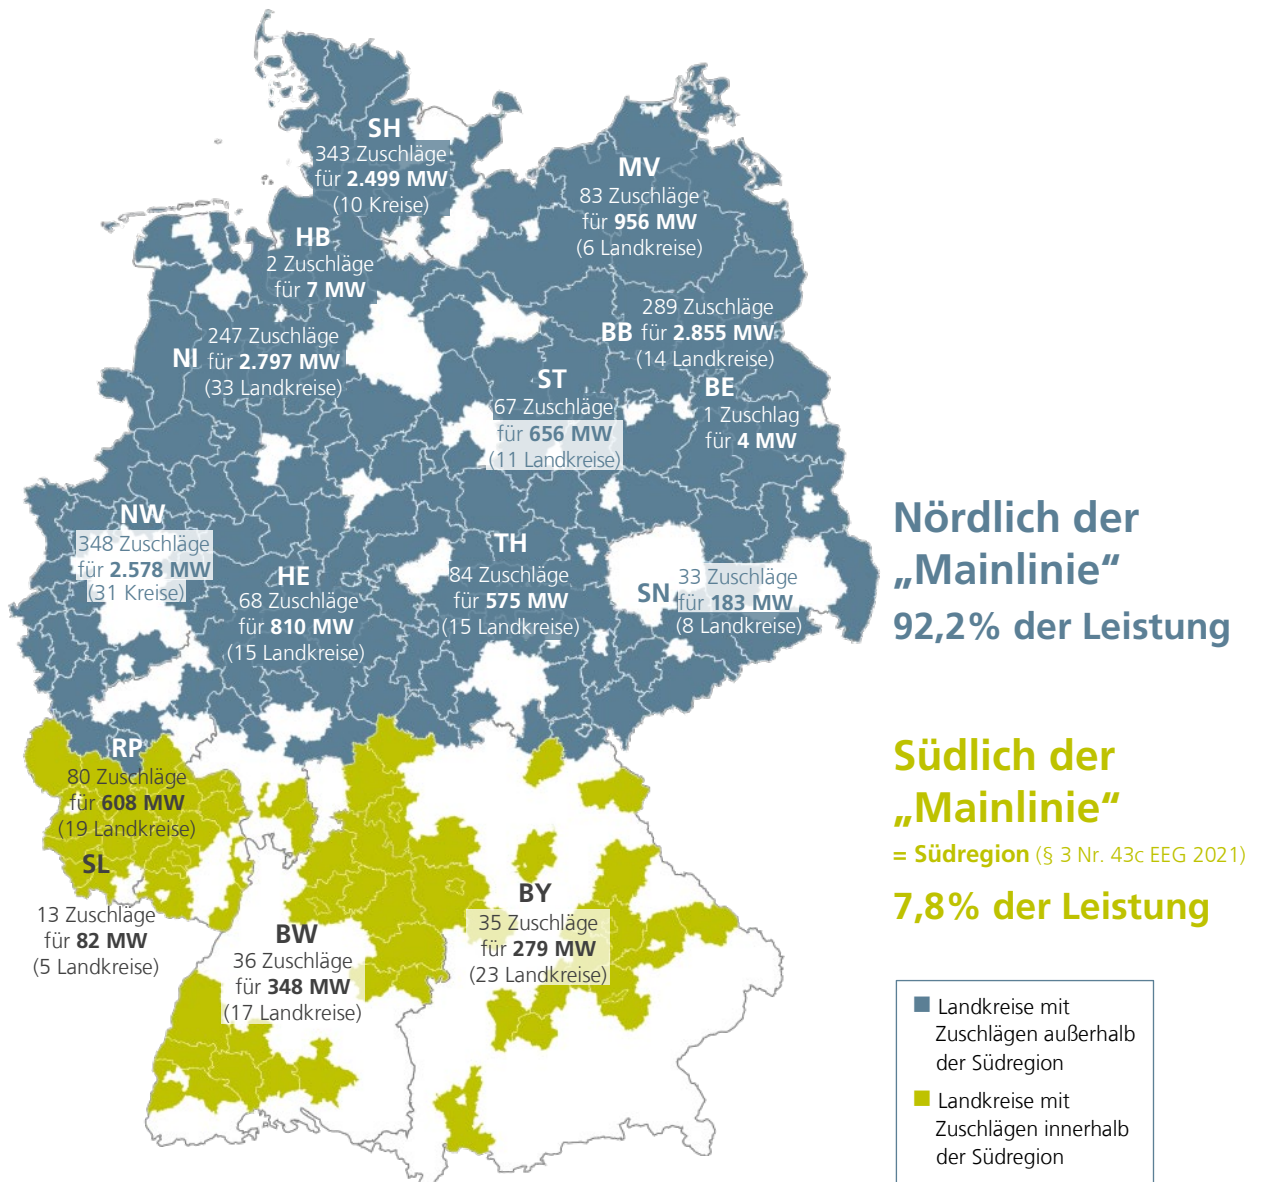 SH
343 Zuschläge
für 2.499 MW
(10 Kreise)
MV
83 Zuschläge
für 956 MW
(6 Landkreise)
HB
2 Zuschläge
für 7 MW
NI
247 Zuschläge
für 2.797 MW
(33 Landkreise)
BB
289 Zuschläge
für 2.855 MW
(14 Landkreise)
ST
67 Zuschläge
für 656 MW
(11 Landkreise)
BE
1 Zuschlag
für 4 MW
NW
348 Zuschläge
für 2.578 MW
(31 Kreise)
HE
68 Zuschläge
für 810 MW
(15 Landkreise)
TH
84 Zuschläge
für 575 MW
(15 Landkreise)
SN
33 Zuschläge
für 183 MW
(8 Landkreise)
RP
80 Zuschläge
für 608 MW
(19 Landkreise)
SL
13 Zuschläge
für 82 MW
(5 Landkreise)
BW
36 Zuschläge
für 348 MW
(17 Landkreise)
BY
35 Zuschläge
für 279 MW
(23 Landkreise)
Nördlich der
„Mainlinie“
92,2% der Leistung
Südlich der
„Mainlinie“
= Südregion (§ 3 Nr. 43c EEG 2021)
7,8% der Leistung
Landkreise mit
Zuschlägen außerhalb
der Südregion
Landkreise mit
Zuschlägen innerhalb
der Südregion